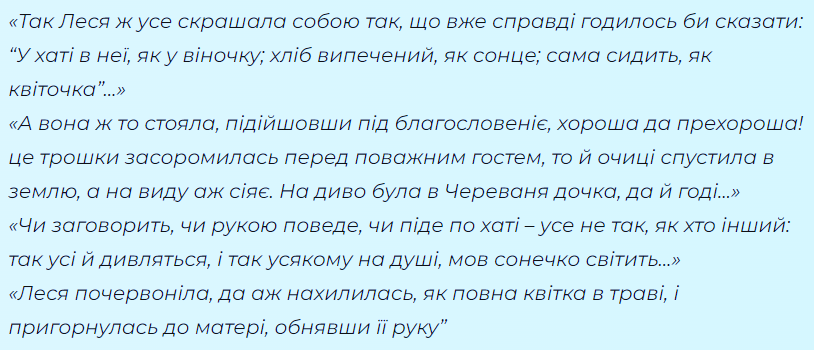 «Так Леся ж усе скрашала собою так, що вже справді годилось би сказати:
“У хаті в неї, як у віночку; хліб випечений, як сонце; сама сидить, як
квіточка”…»
«А вона ж то стояла, підійшовши під благословеніє, хороша да прехороша!
це трошки засоромилась перед поважним гостем, то й очиці спустила в
землю, а на виду аж сіяє. На диво була в Череваня дочка, да й годі…»
«Чи заговорить, чи рукою поведе, чи піде по хаті – усе не так, як хто інший:
так усі й дивляться, і так усякому на душі, мов сонечко світить…»
«Леся почервоніла, да аж нахилилась, як повна квітка в траві, і
пригорнулась до матері, обнявши її руку”